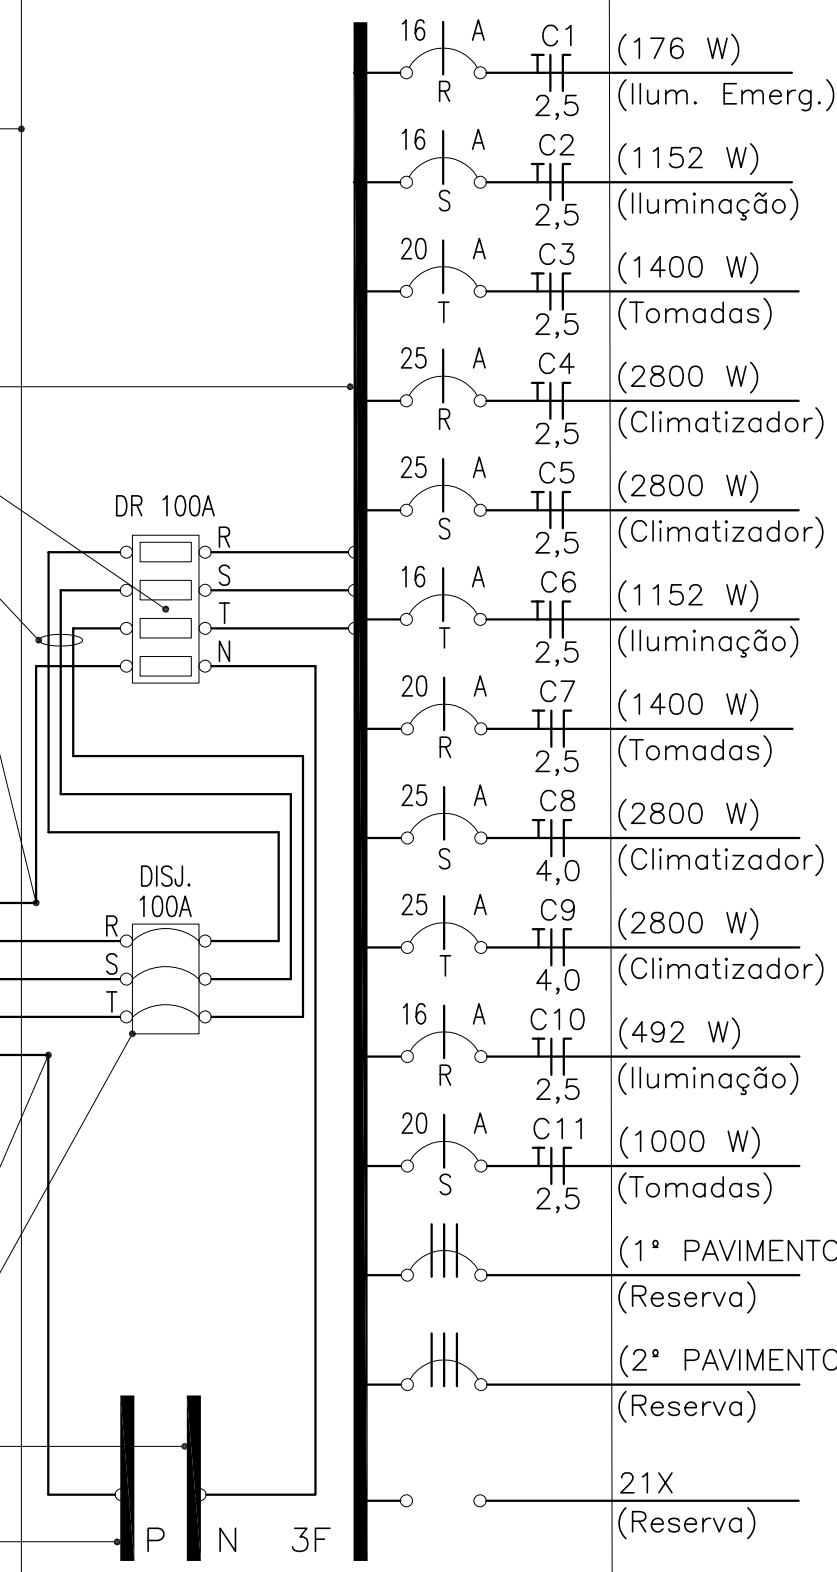 16 A C1 (176 W)
R 2,5 (Ilum. Emerg.)
16 A C2 (1152 W)
S 2,5 (Iluminação)
20 A C3 (1400 W)
T 2,5 (Tomadas)
25 A C4 (2800 W)
R 2,5 (Climatizador)
25 A C5 (2800 W)
S 2,5 (Climatizador)
16 A C6 (1152 W)
T 2,5 (Iluminação)
20 A C7 (1400 W)
R 2,5 (Tomadas)
25 A C8 (2800 W)
S 4,0 (Climatizador)
25 A C9 (2800 W)
T 4,0 (Climatizador)
16 A C10 (492 W)
R 2,5 (Iluminação)
20 A C11 (1000 W)
S 2,5 (Tomadas)
(1º PAVIMENTO
(Reserva)
(2º PAVIMENTO
(Reserva)
21X
(Reserva)
DR 100A
R
S
T
N
DISJ.
100A
R
S
T
P N 3F